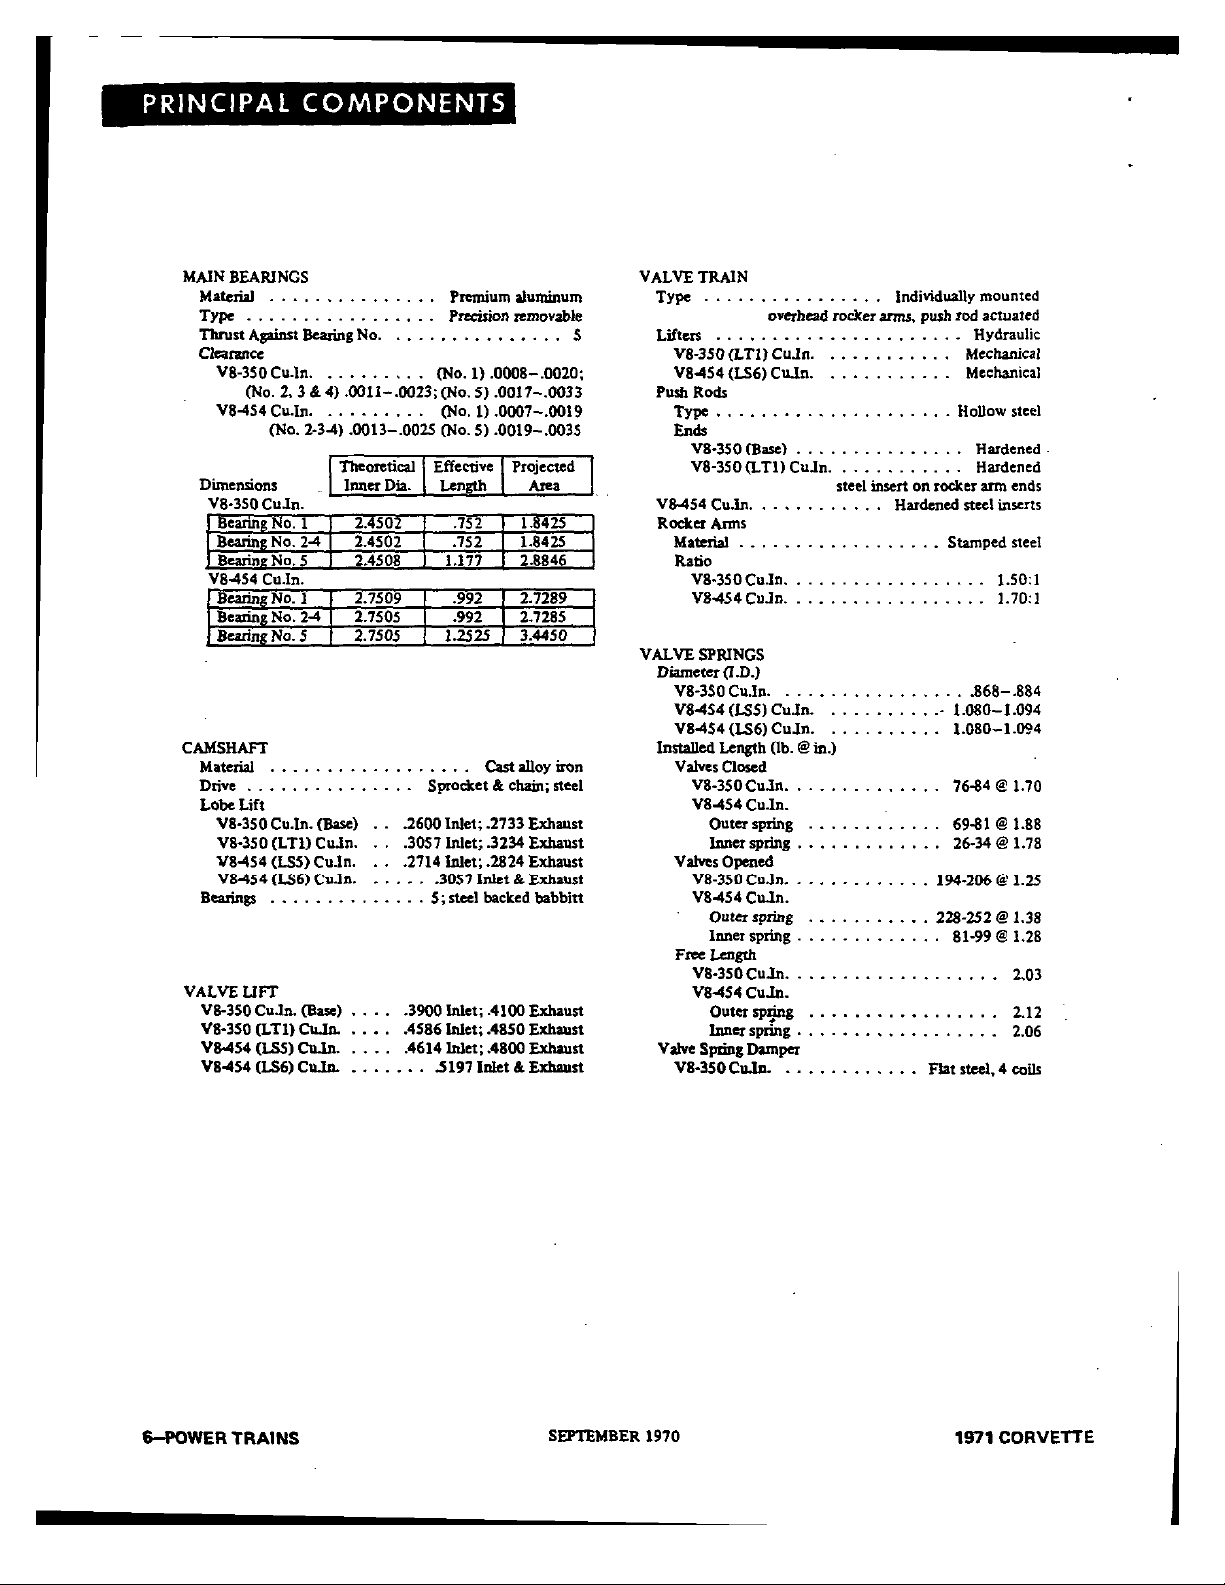 PRINCIPAL COMPONENTS
MAIN BEARINGS
Material . . . . . . . . . . . . . . . Premium aluminum
Type . . . . . . . . . . . . . . . . . Precision removable
Thrust Against Bearing No. . . . . . . . . . . . . . . . 5
Clearance
V8-350 Cu.In. . . . . . . . . . (No. 1) .0008-.0020;
(No. 2, 3 & 4) .0011-.0023; (No. 5) .0017-.0033
V8-454 Cu.In. . . . . . . . . . (No. 1) .0007-.0019
(No. 2-3-4) .0013-.0025 (No. 5) .0019-.0035
Theoretical Effective Projected
Dimensions Inner Dia. Length Area
V8-350 Cu.In.
Bearing No. 1 2.4502 .752 1.8425
Bearing No. 2-4 2.4502 .752 1.8425
Bearing No. 5 2.4508 1.177 2.8846
V8-454 Cu.In.
Bearing No. 1 2.7509 .992 2.7289
Bearing No. 2-4 2.7505 .992 2.7285
Bearing No. 5 2.7505 1.2525 3.4450
CAMSHAFT
Material . . . . . . . . . . . . . . . . . . Cast alloy iron
Drive . . . . . . . . . . . . . . . Sprocket & chain; steel
Lobe Lift
V8-350 Cu.In. (Base) . . .2600 Inlet; .2733 Exhaust
V8-350 (LT1) Cu.In. . . .3057 Inlet; .3234 Exhaust
V8-454 (LS5) Cu.In. . . .2714 Inlet; .2824 Exhaust
V8-454 (LS6) Cu.In. . . . . . .3057 Inlet & Exhaust
Bearings . . . . . . . . . . . . . . 5; steel backed babbitt
VALVE LIFT
V8-350 Cu.In. (Base) . . . . .3900 Inlet; .4100 Exhaust
V8-350 (LT1) Cu.In. . . . . .4586 Inlet; .4850 Exhaust
V8-454 (LS5) Cu.In. . . . . .4614 Inlet; .4800 Exhaust
V8-454 (LS6) Cu.In. . . . . . . . .5197 Inlet & Exhaust
VALVE TRAIN
Type . . . . . . . . . . . . . . . . Individually mounted
overhead rocker arms, push rod actuated
Lifters . . . . . . . . . . . . . . . . . . . . . . Hydraulic
V8-350 (LT1) Cu.In. . . . . . . . . . . . Mechanical
V8-454 (LS6) Cu.In. . . . . . . . . . . . Mechanical
Push Rods
Type . . . . . . . . . . . . . . . . . . . . . Hollow steel
Ends
V8-350 (Base) . . . . . . . . . . . . . . . Hardened
V8-350 (LT1) Cu.In. . . . . . . . . . . . . Hardened
steel insert on rocker arm ends
V8-454 Cu.In. . . . . . . . . . . . . Hardened steel inserts
Rocker Arms
Material . . . . . . . . . . . . . . . . . . Stamped steel
Ratio
V8-350 Cu.In. . . . . . . . . . . . . . . . . . . 1.50:1
V8-454 Cu.In. . . . . . . . . . . . . . . . . . . 1.70:1
VALVE SPRINGS
Diameter (I.D.)
V8-350 Cu.In. . . . . . . . . . . . . . . . . . .868-.884
V8-454 (LS5) Cu.In. . . . . . . . . . . 1.080-1.094
V8-454 (LS6) Cu.In. . . . . . . . . . . 1.080-1.094
Installed Length (lb. @ in.)
Valves Closed
V8-350 Cu.In. . . . . . . . . . . . . . . 76-84 @ 1.70
V8-454 Cu.In.
Outer spring . . . . . . . . . . . . 69-81 @ 1.88
Inner spring . . . . . . . . . . . . . 26-34 @ 1.78
Valves Opened
V8-350 Cu.In. . . . . . . . . . . . . . 194-206 @ 1.25
V8-454 Cu.In.
Outer spring . . . . . . . . . . . 228-252 @ 1.38
Inner spring . . . . . . . . . . . . . 81-99 @ 1.28
Free Length
V8-350 Cu.In. . . . . . . . . . . . . . . . . . . . 2.03
V8-454 Cu.In.
Outer spring . . . . . . . . . . . . . . . . . 2.12
Inner spring . . . . . . . . . . . . . . . . . . 2.06
Valve Spring Damper
V8-350 Cu.In. . . . . . . . . . . . . Flat steel, 4 coils
6—POWER TRAINS SEPTEMBER 1970 1971 CORVETTE